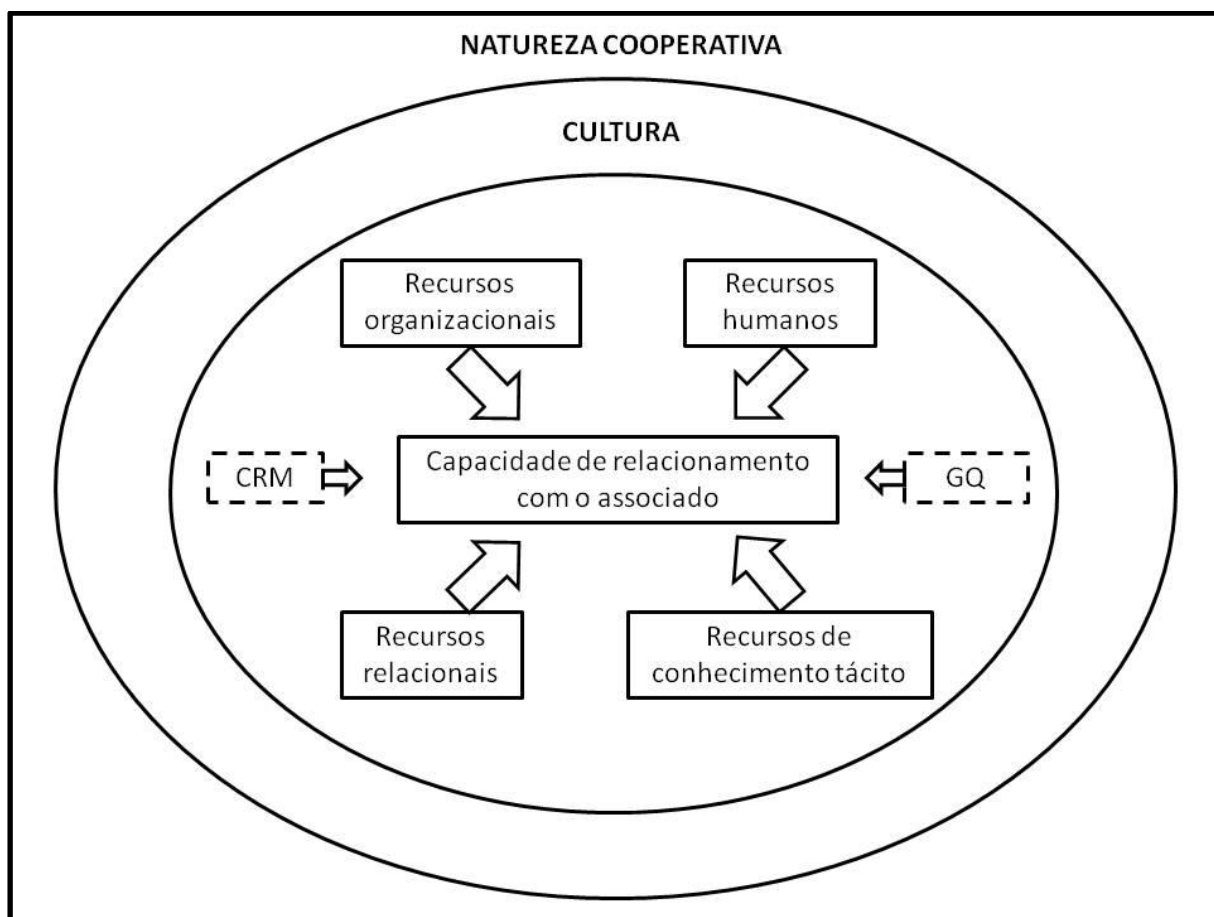 NATUREZA COOPERATIVA
CULTURA
Recursos
organizacionais
Recursos
humanos
CRM
Capacidade de relacionamento
com o associado
GQ
Recursos
relacionais
Recursos de
conhecimento tácito